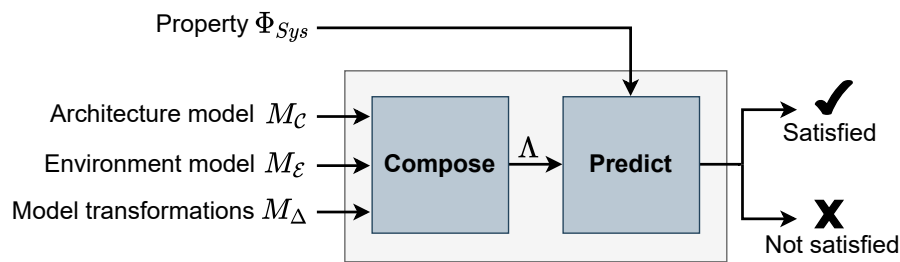 Property Φ_Sys
Architecture model M_𝒞
Environment model M_ℰ
Model transformations M_Δ
Compose
Λ
Predict
Satisfied
Not satisfied